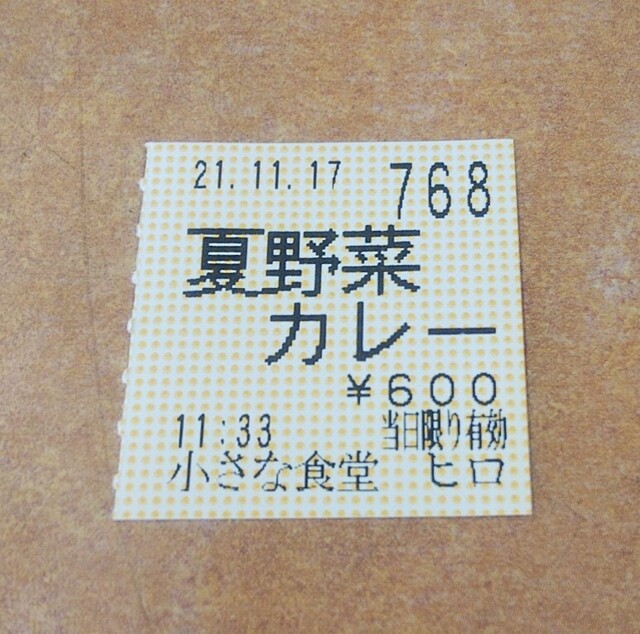 21.11.17 768
夏野菜
カレー
¥600
11:33 当日限り有効
小さな食堂 ヒロ